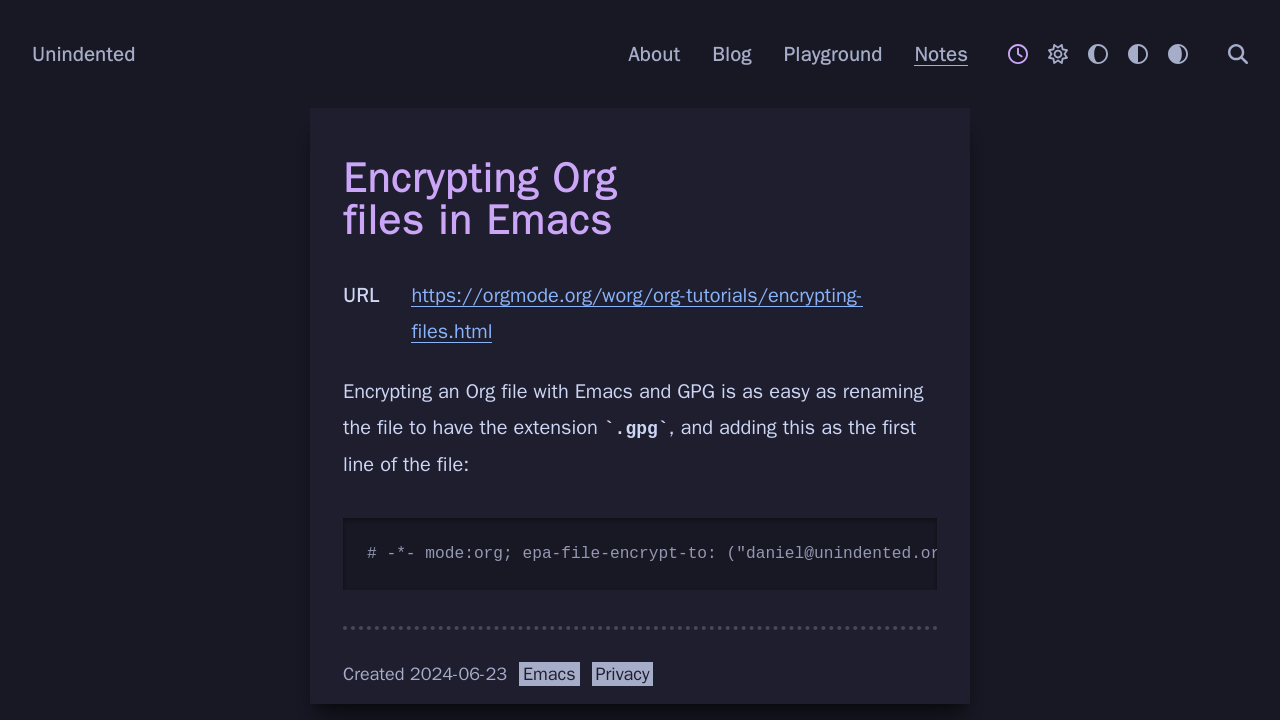 Unindented
About Blog Playground Notes
Encrypting Org
files in Emacs
URL https://orgmode.org/worg/org-tutorials/encrypting-
files.html
Encrypting an Org file with Emacs and GPG is as easy as renaming
the file to have the extension `.gpg`, and adding this as the first
line of the file:
# -*- mode:org; epa-file-encrypt-to: ("daniel@unindented.or
Created 2024-06-23 Emacs Privacy